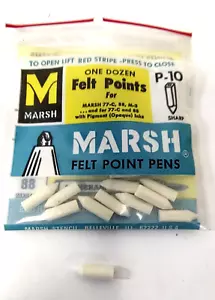 TO OPEN LIFT RED STRIPE-PRESS TO CLOSE
ONE DOZEN
Felt Points
for
MARSH 77-C, 88, M-8
...and for 77-C and 88
with Pigment (Opaque) Inks
P-10
SHARP
M
MARSH
MARSH®
FELT POINT PENS
88
MARSH STENCIL, BELLEVILLE, ILL. 62222 U.S.A.